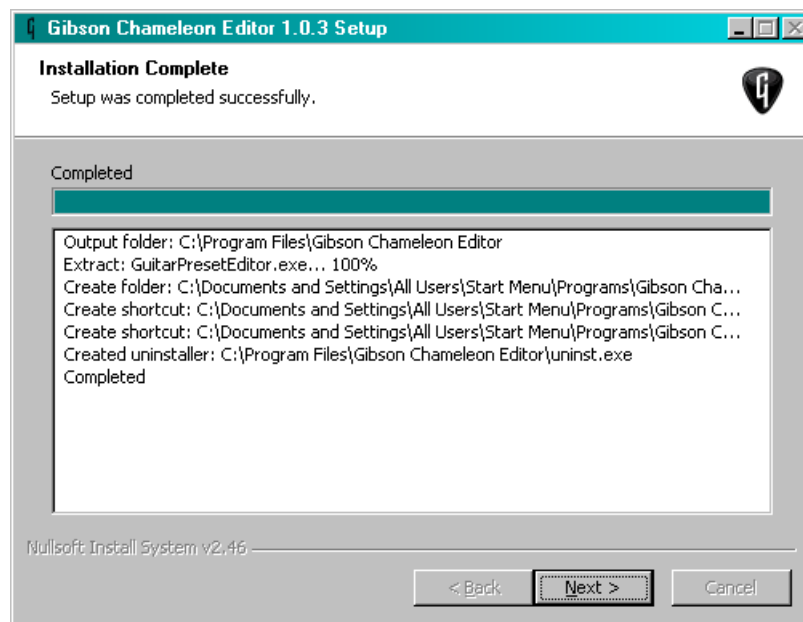 Gibson Chameleon Editor 1.0.3 Setup
Installation Complete
Setup was completed successfully.
Completed
Output folder: C:\Program Files\Gibson Chameleon Editor
Extract: GuitarPresetEditor.exe... 100%
Create folder: C:\Documents and Settings\All Users\Start Menu\Programs\Gibson Cha...
Create shortcut: C:\Documents and Settings\All Users\Start Menu\Programs\Gibson C...
Create shortcut: C:\Documents and Settings\All Users\Start Menu\Programs\Gibson C...
Created uninstaller: C:\Program Files\Gibson Chameleon Editor\uninst.exe
Completed
Nullsoft Install System v2.46
< Back Next > Cancel